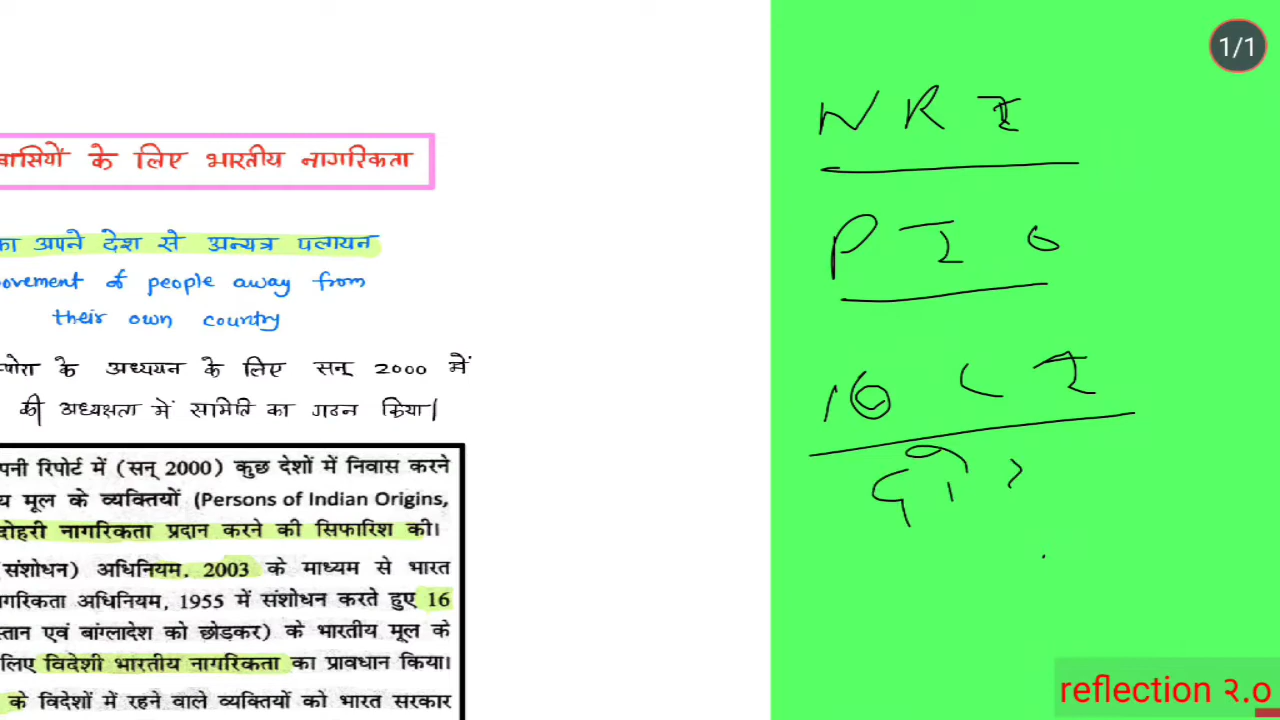 वासियों के लिए भारतीय नागरिकता
का अपने देश से अन्यत्र पलायन
ovement of people away from
their own country
स्पोरा के अध्ययन के लिए सन् 2000 में
की अध्यक्षता में समिति का गठन किया।
पनी रिपोर्ट में (सन् 2000) कुछ देशों में निवास करने
य मूल के व्यक्तियों (Persons of Indian Origins,
दोहरी नागरिकता प्रदान करने की सिफारिश की।
(संशोधन) अधिनियम, 2003 के माध्यम से भारत
गरिकता अधिनियम, 1955 में संशोधन करते हुए 16
स्तान एवं बांग्लादेश को छोड़कर) के भारतीय मूल के
लिए विदेशी भारतीय नागरिकता का प्रावधान किया।
के विदेशों में रहने वाले व्यक्तियों को भारत सरकार
1/1
NRI
PIO
reflection २.०